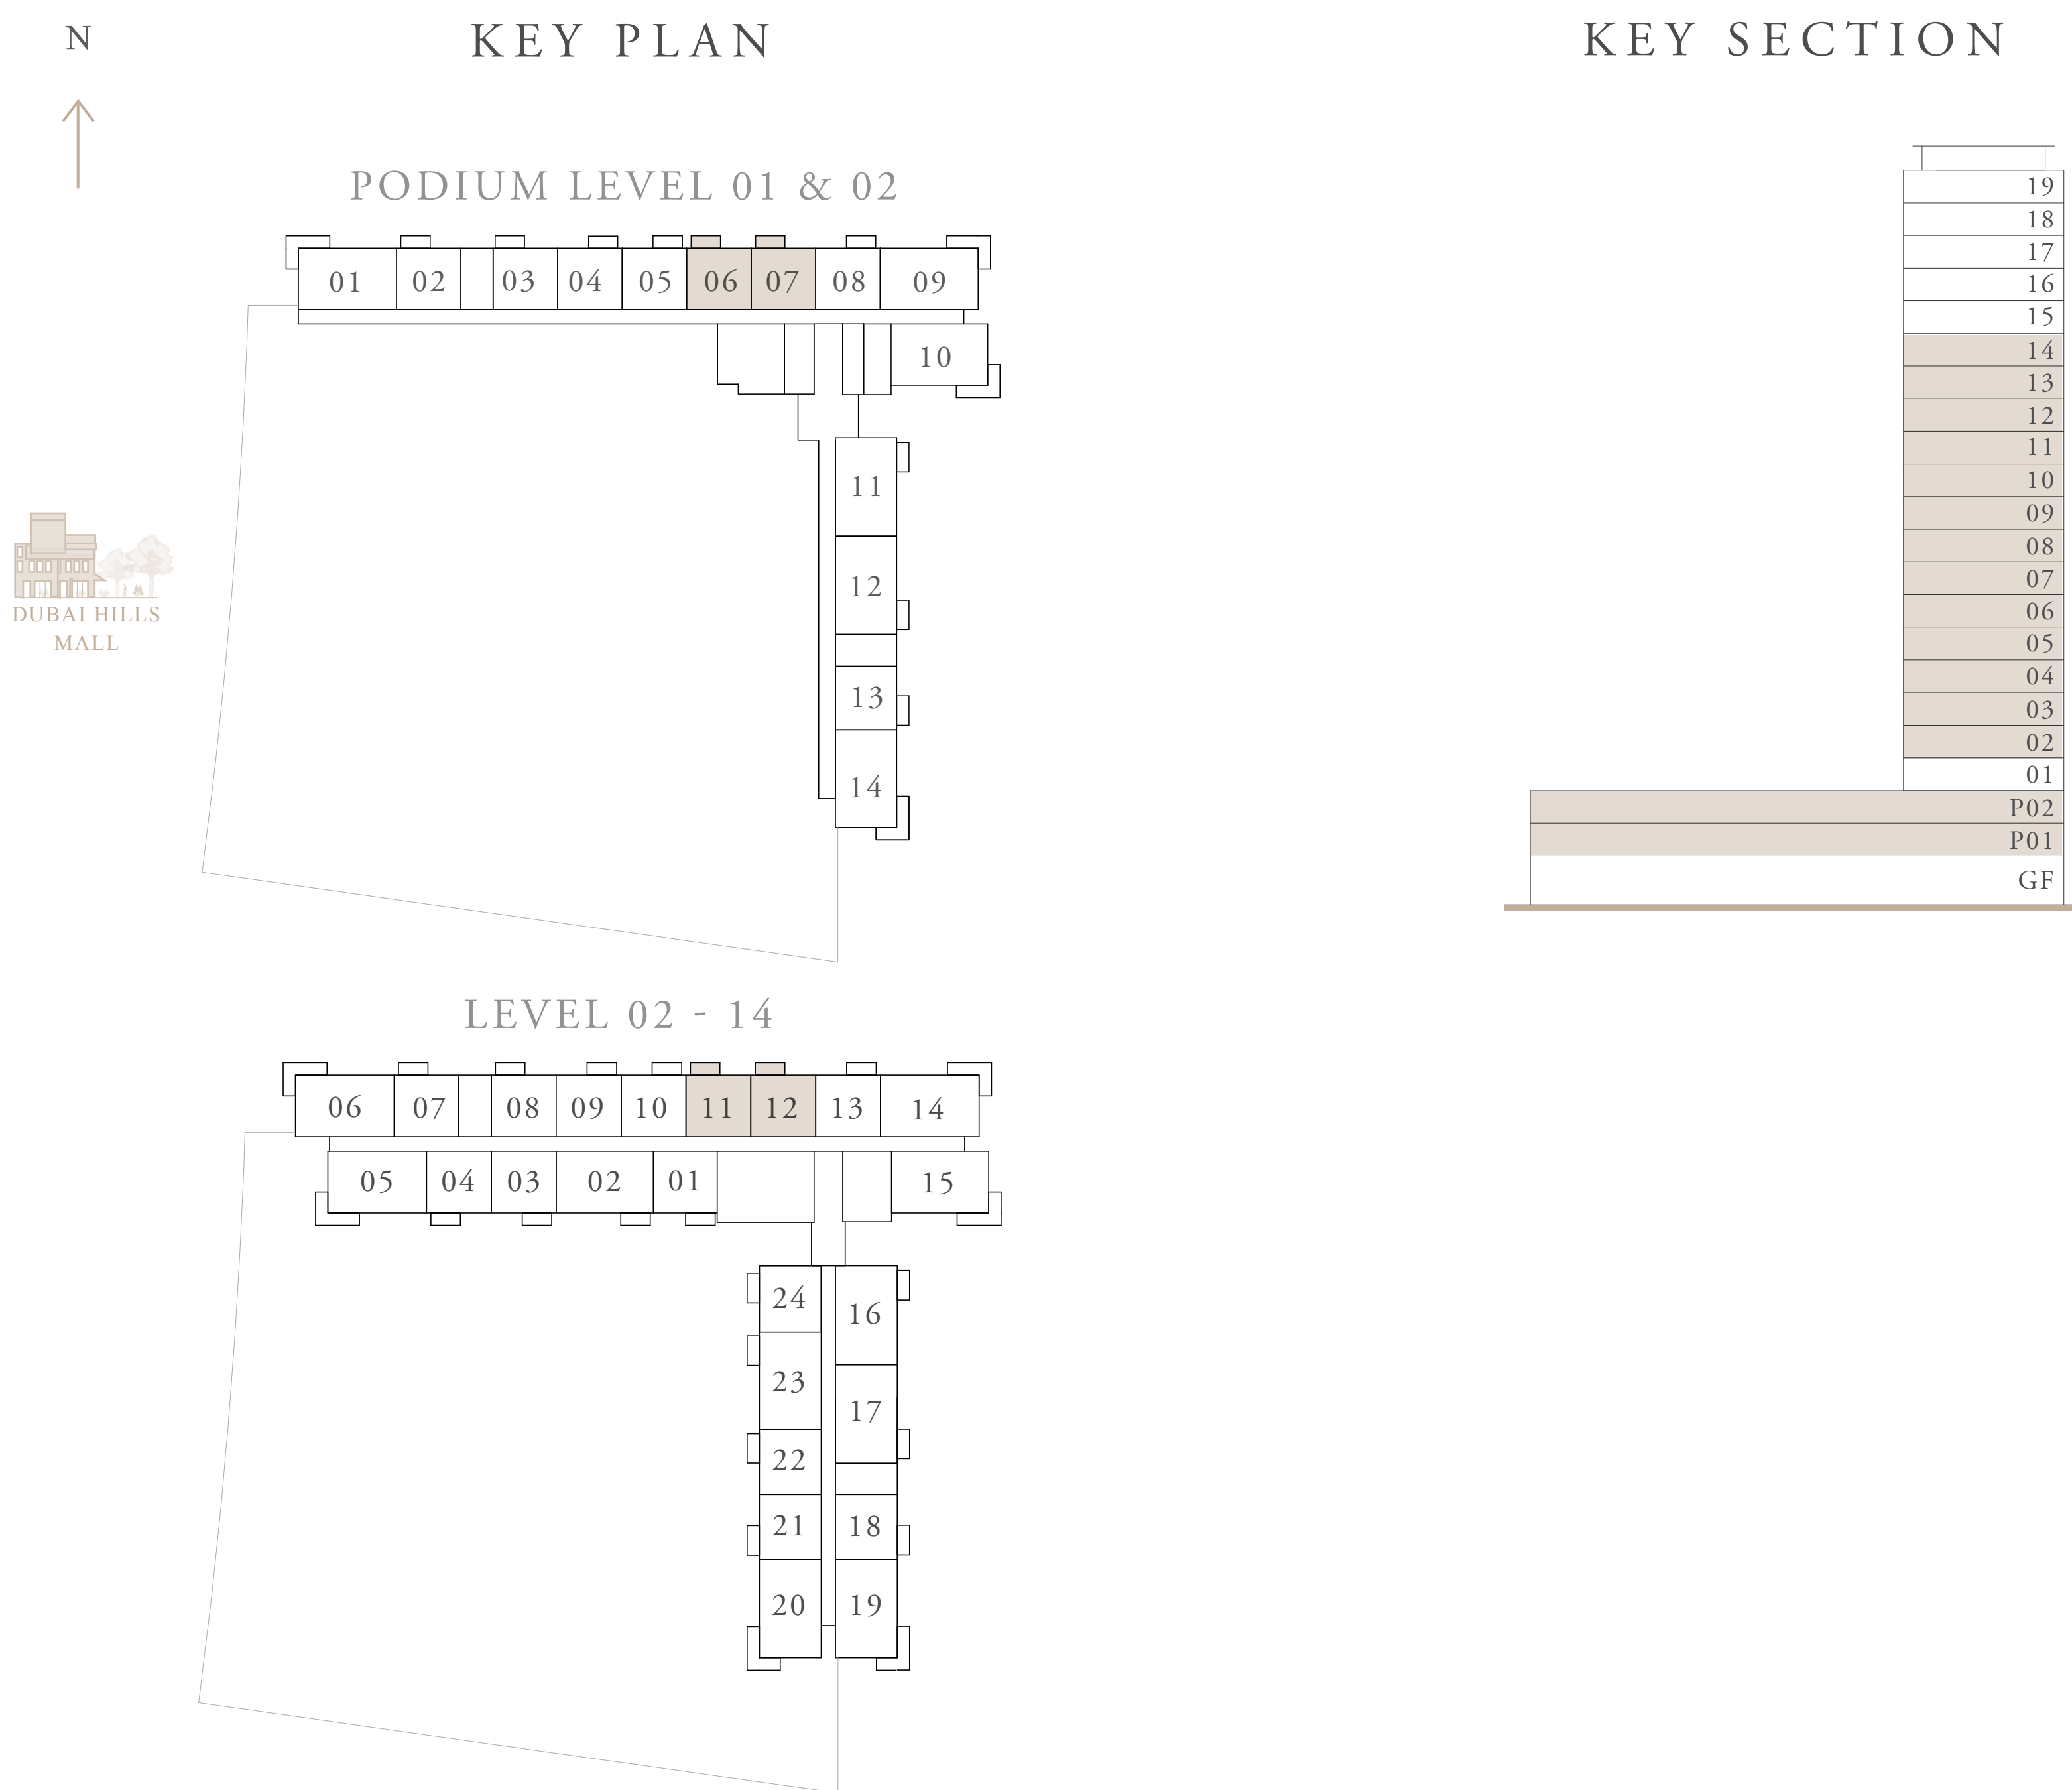 N
KEY PLAN
KEY SECTION
PODIUM LEVEL 01 & 02
01 02 03 04 05 06 07 08 09
10
11
12
13
14
DUBAI HILLS
MALL
LEVEL 02 - 14
06 07 08 09 10 11 12 13 14
05 04 03 02 01 15
24 16
23 17
22
21 18
20 19
19
18
17
16
15
14
13
12
11
10
09
08
07
06
05
04
03
02
01
P02
P01
GF